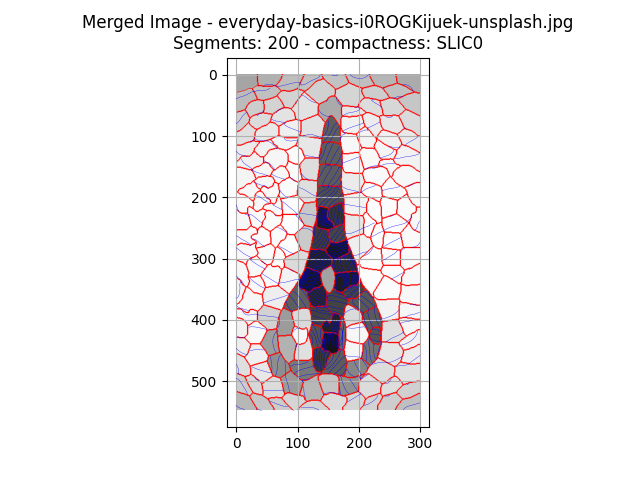 Merged Image - everyday-basics-i0ROGKijuek-unsplash.jpg
Segments: 200 - compactness: SLIC0
0
100
200
300
400
500
0 100 200 300